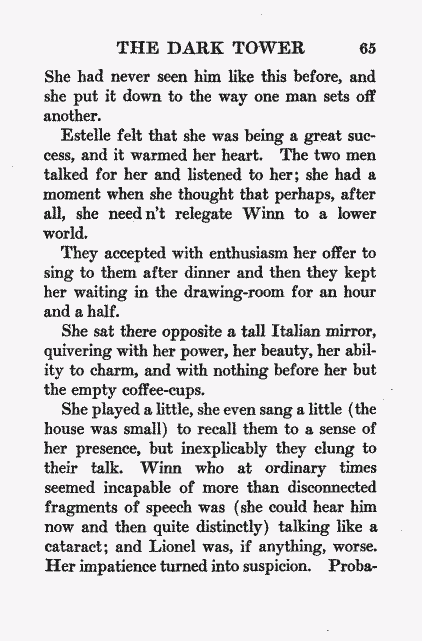 THE DARK TOWER 65
She had never seen him like this before, and
she put it down to the way one man sets off
another.
Estelle felt that she was being a great suc-
cess, and it warmed her heart. The two men
talked for her and listened to her; she had a
moment when she thought that perhaps, after
all, she needn't relegate Winn to a lower
world.
They accepted with enthusiasm her offer to
sing to them after dinner and then they kept
her waiting in the drawing-room for an hour
and a half.
She sat there opposite a tall Italian mirror,
quivering with her power, her beauty, her abil-
ity to charm, and with nothing before her but
the empty coffee-cups.
She played a little, she even sang a little (the
house was small) to recall them to a sense of
her presence, but inexplicably they clung to
their talk. Winn who at ordinary times
seemed incapable of more than disconnected
fragments of speech was (she could hear him
now and then quite distinctly) talking like a
cataract; and Lionel was, if anything, worse.
Her impatience turned into suspicion. Proba-